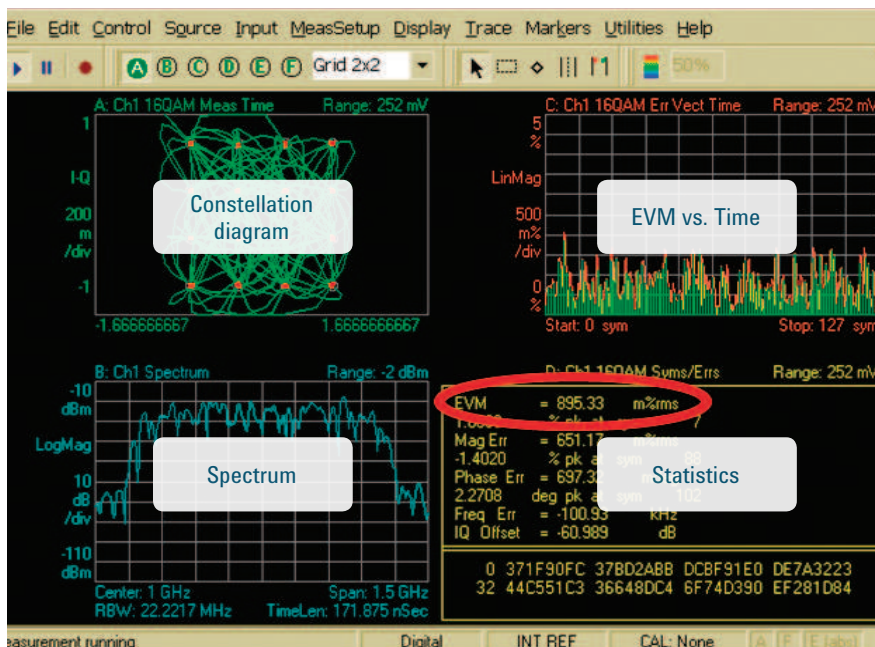 File Edit Control Source Input MeasSetup Display Trace Markers Utilities Help
A B C D E F Grid 2x2 50%
A: Ch1 16QAM Meas Time Range: 252 mV
1
I-Q
200
m
/div
-1
-1.666666667 1.6666666667
Constellation
diagram
C: Ch1 16QAM Err Vect Time Range: 252 mV
5
%
LinMag
500
m%
/div
0
%
Start: 0 sym Stop: 127 sym
EVM vs. Time
B: Ch1 Spectrum Range: -2 dBm
-10
dBm
LogMag
10
dB
/div
-110
dBm
Center: 1 GHz Span: 1.5 GHz
RBW: 22.2217 MHz TimeLen: 171.875 nSec
Spectrum
D: Ch1 16QAM Syms/Errs Range: 252 mV
EVM = 895.33 m%rms
% pk at sym 7
Mag Err = 651.17 m%rms
-1.4020 % pk at sym 88
Phase Err = 697.32
2.2708 deg pk at sym 102
Freq Err = -100.93 kHz
IQ Offset = -60.989 dB
Statistics
0 371F90FC 37BD2ABB DCBF91E0 DE7A3223
32 44C551C3 36648DC4 6F74D390 EF281D84
easurement running Digital INT REF CAL: None